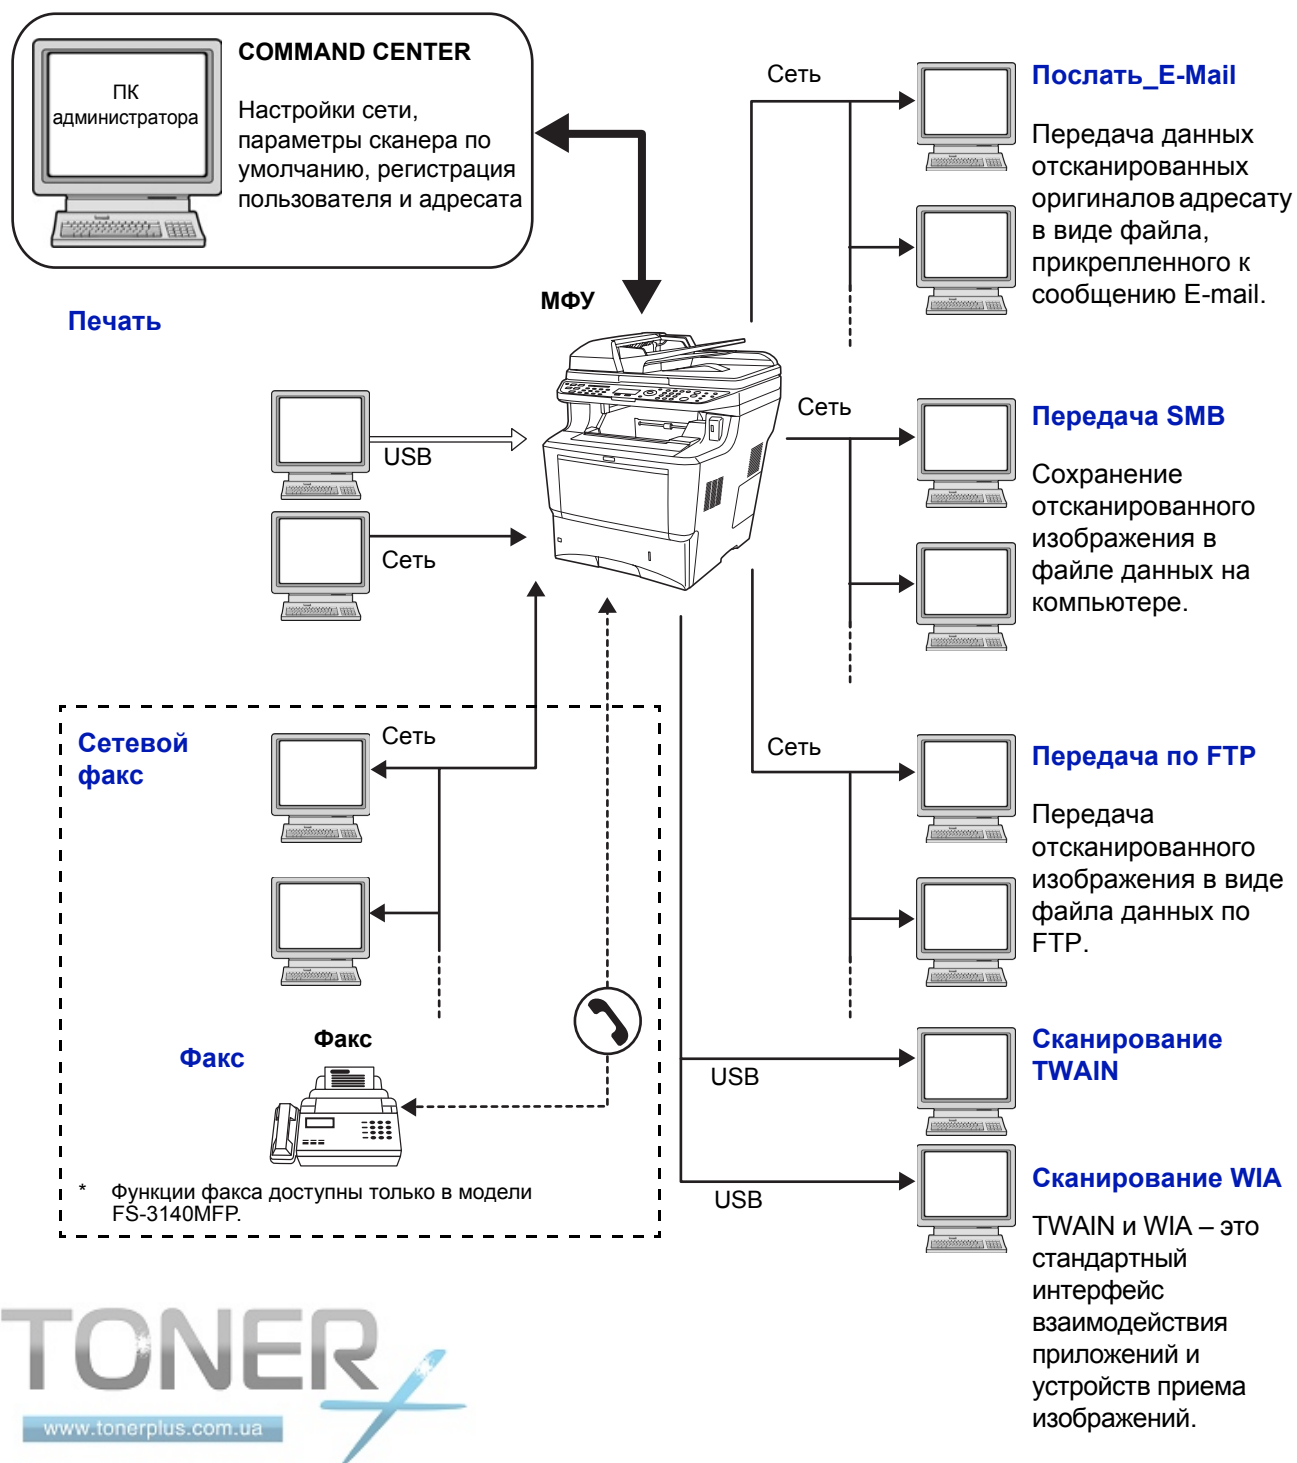 ПК
администратора
COMMAND CENTER
Настройки сети,
параметры сканера по
умолчанию, регистрация
пользователя и адресата
Печать
МФУ
USB
Сеть
Сеть
Послать_E-Mail
Передача данных
отсканированных
оригиналов адресату
в виде файла,
прикрепленного к
сообщению E-mail.
Сеть
Передача SMB
Сохранение
отсканированного
изображения в
файле данных на
компьютере.
Сетевой
факс
Сеть
Сеть
Передача по FTP
Передача
отсканированного
изображения в виде
файла данных по
FTP.
Факс
Факс
* Функции факса доступны только в модели
FS-3140MFP.
USB
Сканирование
TWAIN
USB
Сканирование WIA
TWAIN и WIA – это
стандартный
интерфейс
взаимодействия
приложений и
устройств приема
изображений.
TONER
www.tonerplus.com.ua